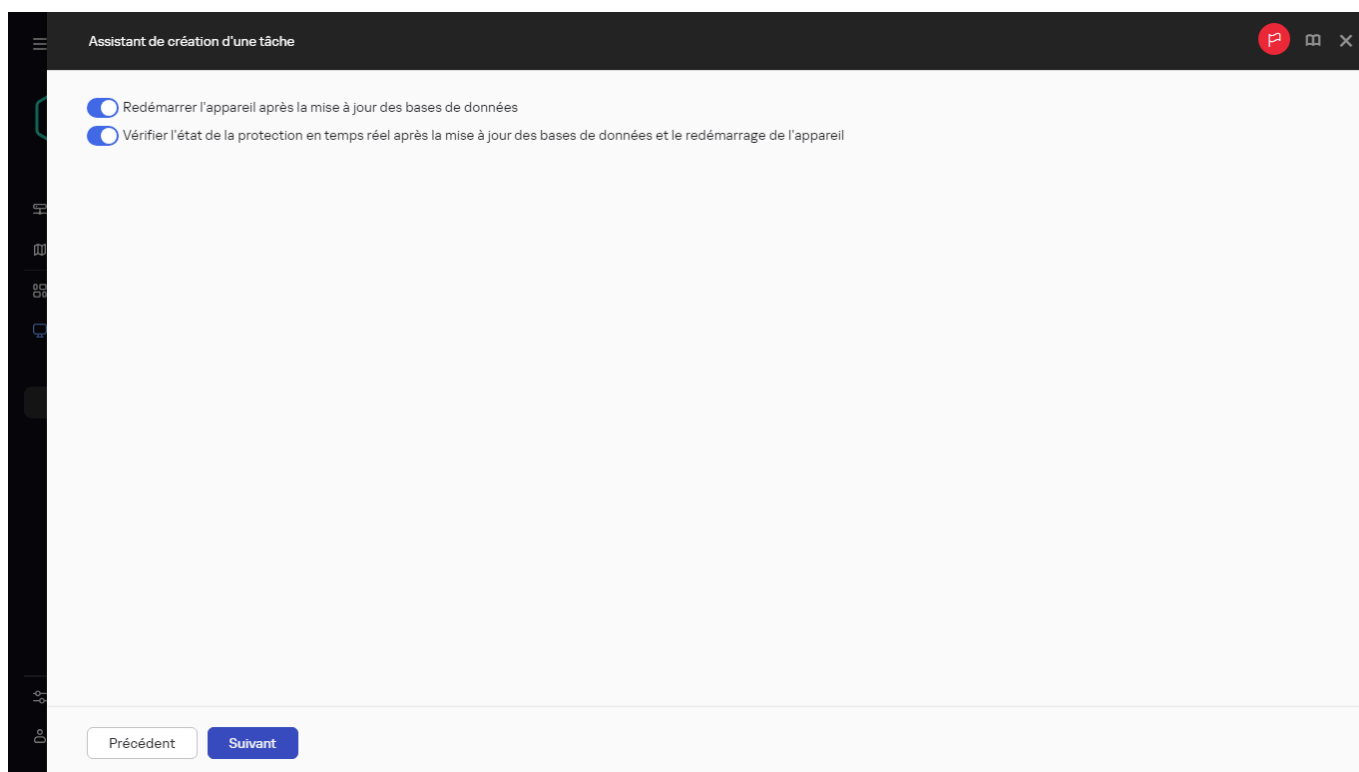 Assistant de création d'une tâche
Redémarrer l'appareil après la mise à jour des bases de données
Vérifier l'état de la protection en temps réel après la mise à jour des bases de données et le redémarrage de l'appareil
Précédent
Suivant